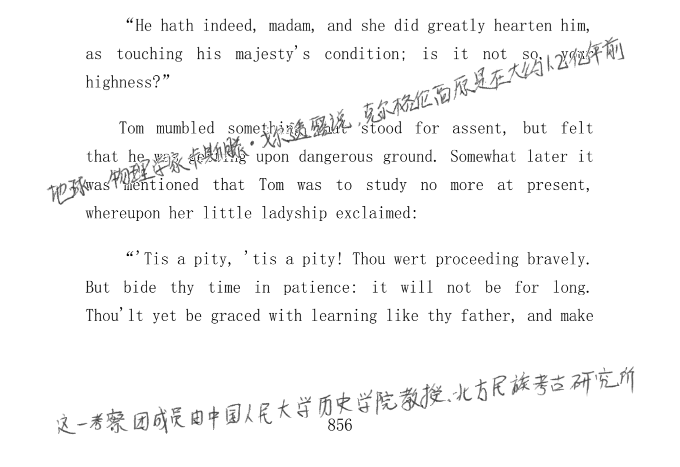 “He hath indeed, madam, and she did greatly hearten him,
as touching his majesty's condition; is it not so, your
highness?”
Tom mumbled something that stood for assent, but felt
that he was getting upon dangerous ground. Somewhat later it
was mentioned that Tom was to study no more at present,
whereupon her little ladyship exclaimed:
地球 物理学家卡斯滕·戈尔透露说,克尔格伦高原是在大约1.2亿年前
“'Tis a pity, 'tis a pity! Thou wert proceeding bravely.
But bide thy time in patience: it will not be for long.
Thou'lt yet be graced with learning like thy father, and make
这一考察团成员由中国人民大学历史学院教授、北方民族考古研究所
856